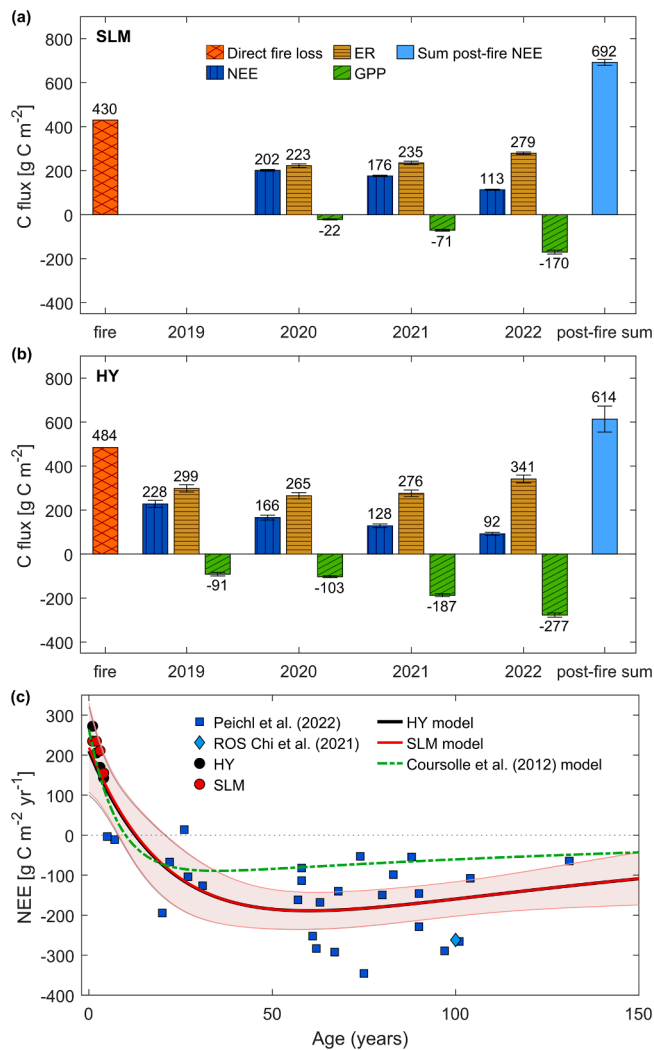 (a)
SLM
Direct fire loss
ER
Sum post-fire NEE
NEE
GPP
692
800
600
400
200
0
-200
-400
C flux [g C m⁻²]
430
202
223
-22
176
235
-71
113
279
-170
fire
2019
2020
2021
2022
post-fire sum
(b)
HY
614
800
600
400
200
0
-200
-400
C flux [g C m⁻²]
484
228
299
-91
166
265
-103
128
276
-187
92
341
-277
fire
2019
2020
2021
2022
post-fire sum
(c)
Peichl et al. (2022)
HY model
ROS Chi et al. (2021)
SLM model
HY
Coursolle et al. (2012) model
SLM
300
200
100
0
-100
-200
-300
-400
NEE [g C m⁻² yr⁻¹]
0
50
100
150
Age (years)